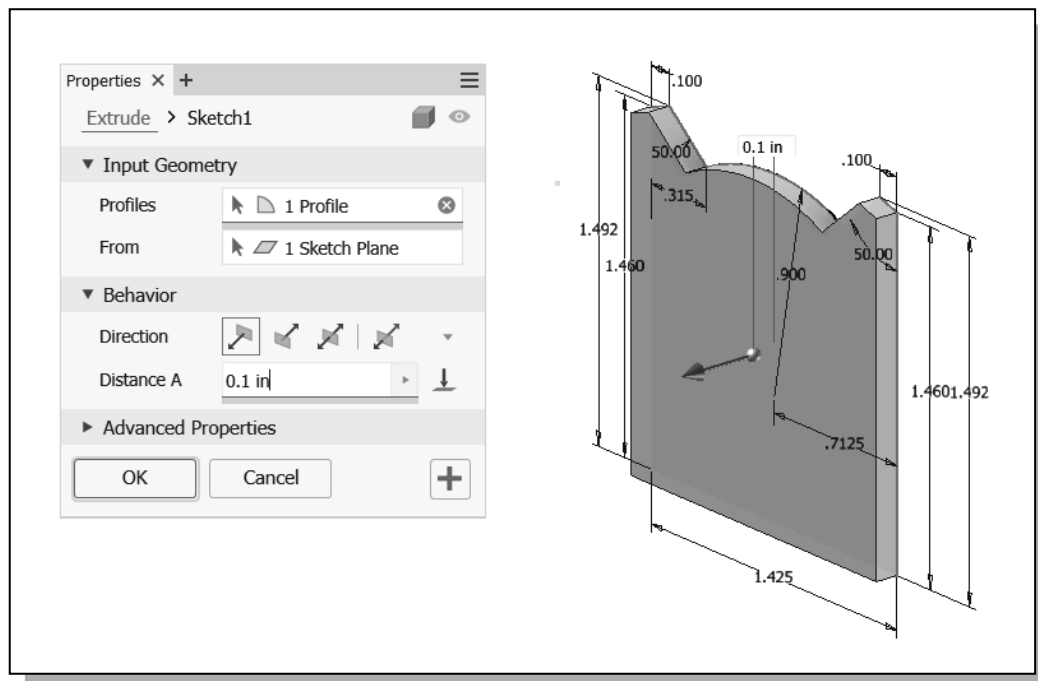 Properties × +
Extrude > Sketch1
Input Geometry
Profiles 1 Profile
From 1 Sketch Plane
Behavior
Direction
Distance A 0.1 in
Advanced Properties
OK Cancel
.100
50.00
0.1 in
.100
.315
1.492
1.460
50.00
.900
1.460
1.492
.7125
1.425